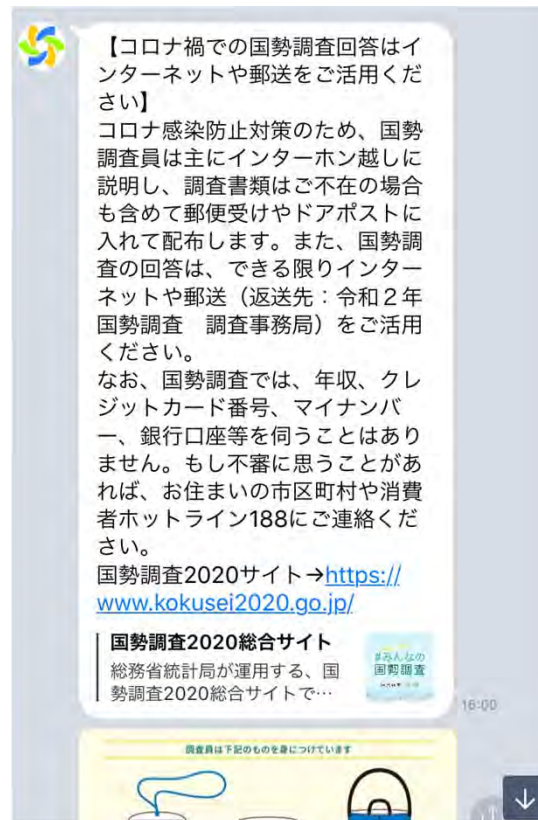 【コロナ禍での国勢調査回答はイ
ンターネットや郵送をご活用くだ
さい】
コロナ感染防止対策のため、国勢
調査員は主にインターホン越しに
説明し、調査書類はご不在の場合
も含めて郵便受けやドアポストに
入れて配布します。また、国勢調
査の回答は、できる限りインター
ネットや郵送（返送先：令和２年
国勢調査　調査事務局）をご活用
ください。
なお、国勢調査では、年収、クレ
ジットカード番号、マイナンバ
ー、銀行口座等を伺うことはあり
ません。もし不審に思うことがあ
れば、お住まいの市区町村や消費
者ホットライン188にご連絡くだ
さい。
国勢調査2020サイト→https://
www.kokusei2020.go.jp/
国勢調査2020総合サイト
総務省統計局が運用する、国
勢調査2020総合サイトで…
#みんなの
国勢調査
16:00
調査員は下記のものを身につけています